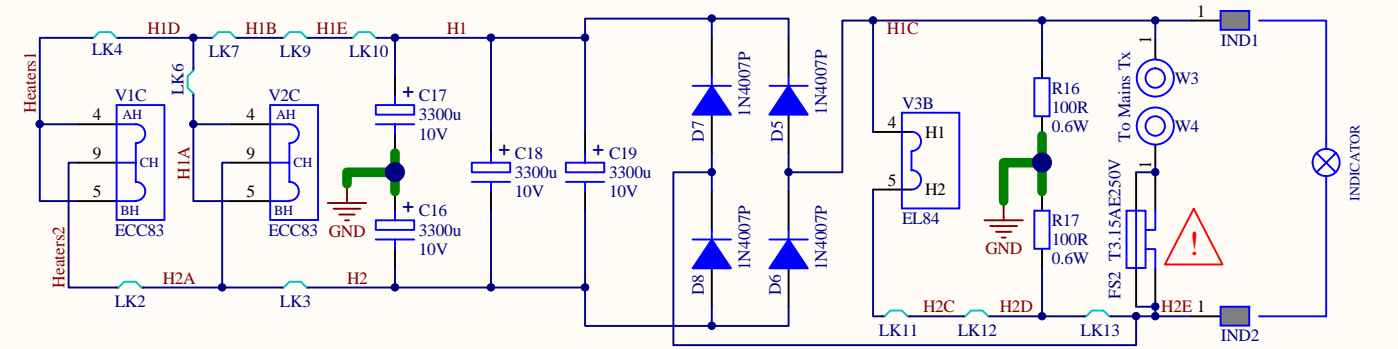 H1D
H1B
H1E
H1
LK4
LK7
LK9
LK10
Heaters1
LK6
V1C
4
AH
9
CH
5
BH
ECC83
H1A
V2C
4
AH
9
CH
5
BH
ECC83
Heaters2
H2A
LK2
LK3
H2
+
C17
3300u
10V
GND
+
C16
3300u
10V
+
C18
3300u
10V
+
C19
3300u
10V
D7
1N4007P
D5
1N4007P
D8
1N4007P
D6
1N4007P
H1C
V3B
4
H1
5
H2
EL84
R16
100R
0.6W
GND
R17
100R
0.6W
LK11
H2C
LK12
H2D
LK13
1
To Mains Tx
W3
W4
1
FS2 T3.15AE250V
!
H2E
1
IND1
1
IND2
INDICATOR